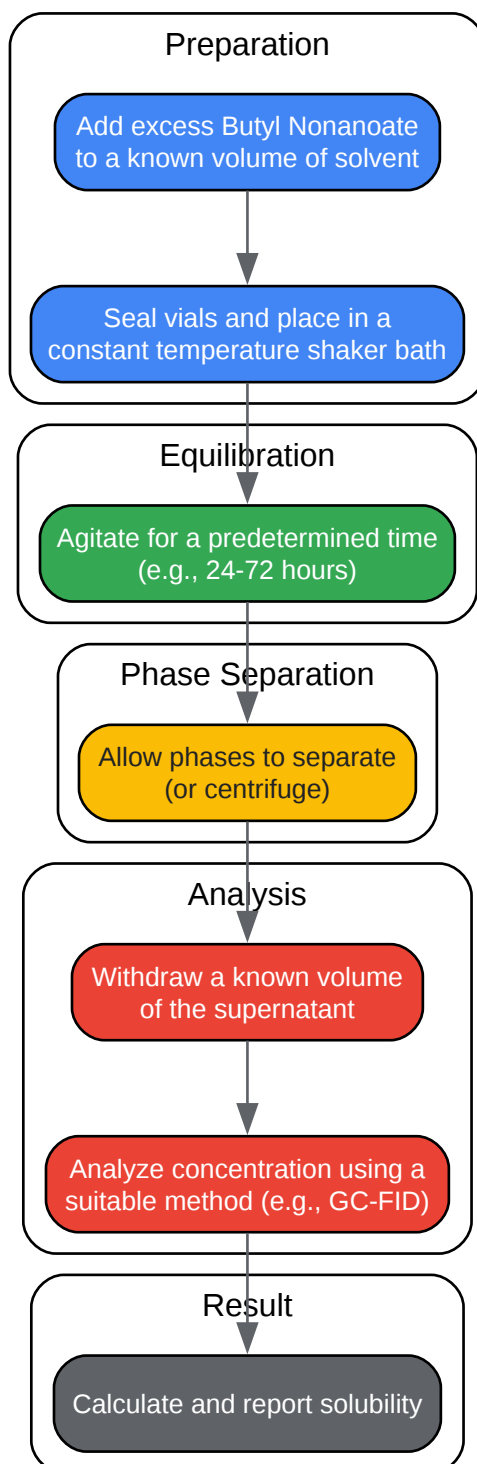 Preparation
Add excess Butyl Nonanoate
to a known volume of solvent
Seal vials and place in a
constant temperature shaker bath
Equilibration
Agitate for a predetermined time
(e.g., 24-72 hours)
Phase Separation
Allow phases to separate
(or centrifuge)
Analysis
Withdraw a known volume
of the supernatant
Analyze concentration using a
suitable method (e.g., GC-FID)
Result
Calculate and report solubility